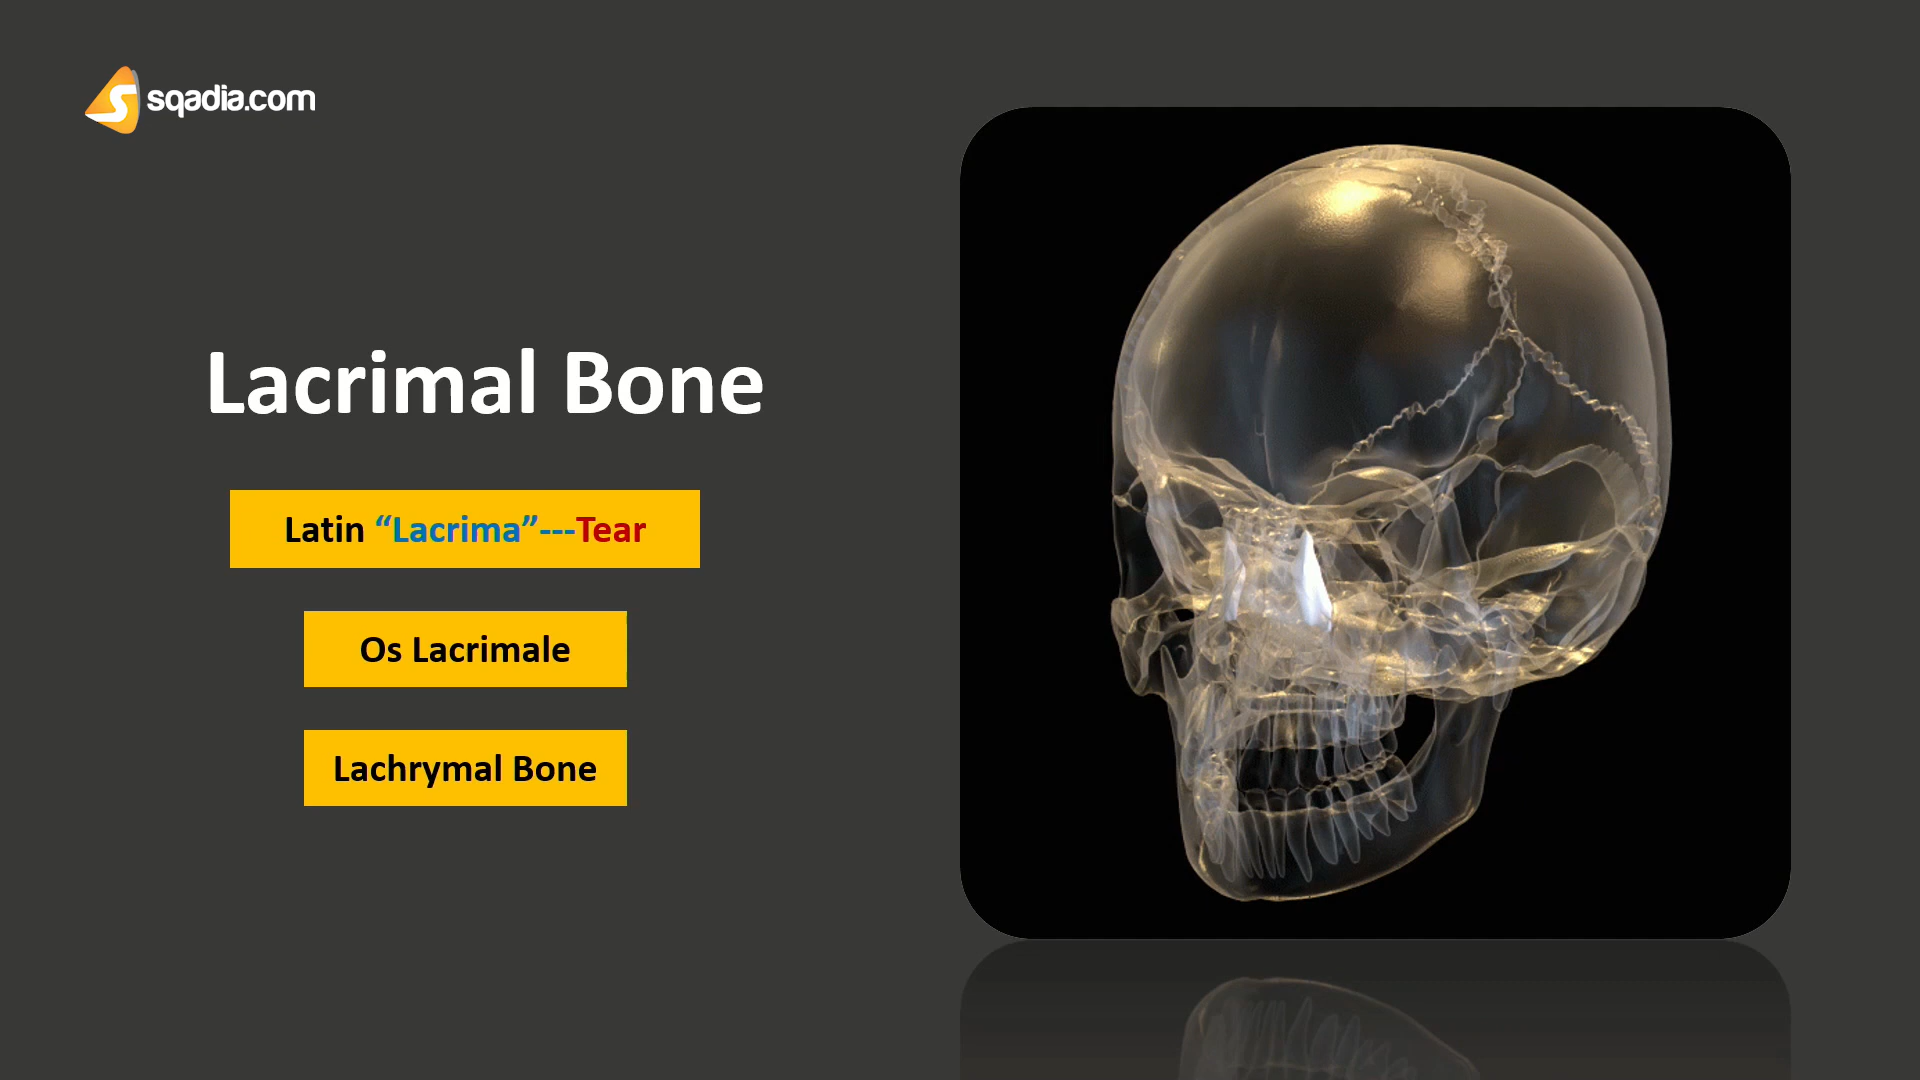 sqadia.com
Lacrimal Bone
Latin “Lacrima”---Tear
Os Lacrimale
Lachrymal Bone